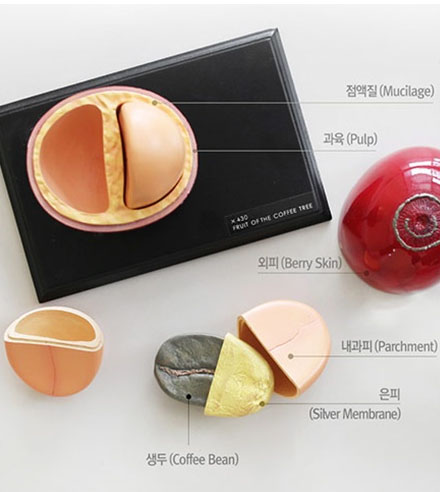 점액질 (Mucilage)
과육 (Pulp)
× 430
FRUIT OF THE COFFEE TREE
외피 (Berry Skin)
내과피 (Parchment)
은피
(Silver Membrane)
생두 (Coffee Bean)